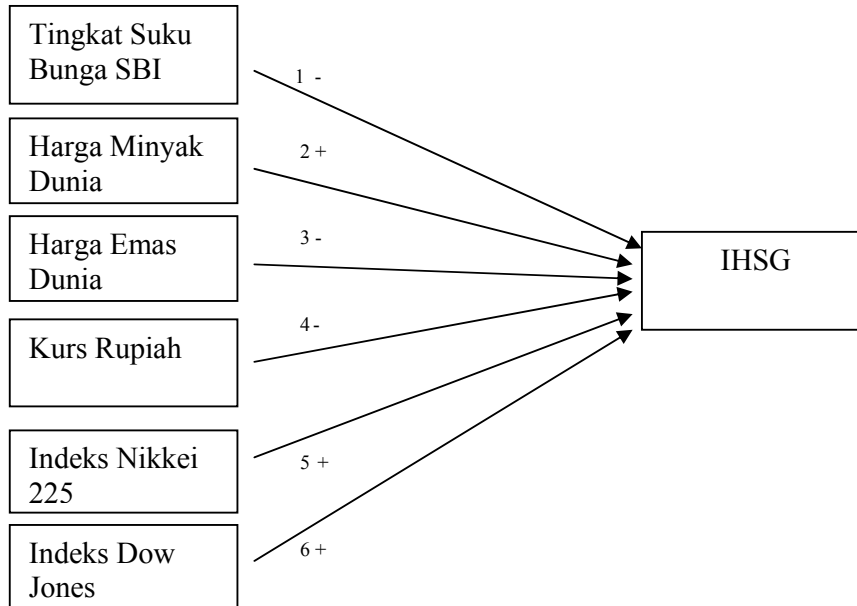 Tingkat Suku
Bunga SBI
1 -
Harga Minyak
Dunia
2 +
Harga Emas
Dunia
3 -
IHSG
Kurs Rupiah
4 -
Indeks Nikkei
225
5 +
Indeks Dow
Jones
6 +